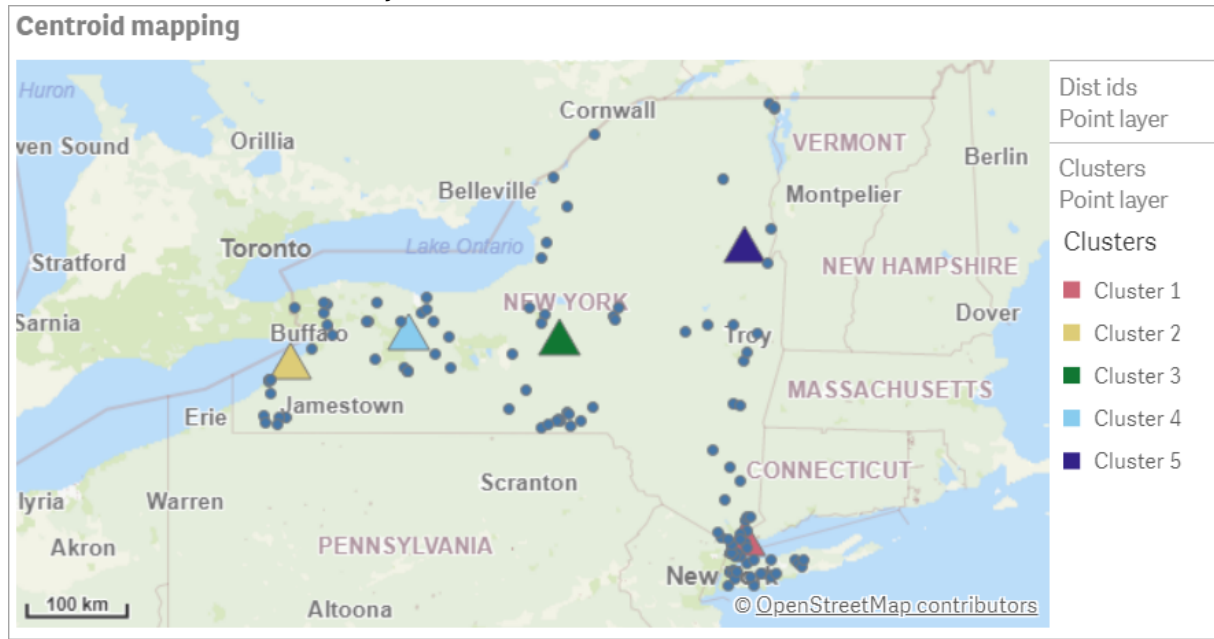 Centroid mapping
Huron
Cornwall
Dist ids
Point layer
wen Sound
Orillia
VERMONT
Berlin
Clusters
Point layer
Belleville
Montpelier
Toronto
Lake Ontario
Clusters
Stratford
NEW HAMPSHIRE
Cluster 1
NEW YORK
Sarnia
Dover
Buffalo
Troy
Cluster 2
Cluster 3
MASSACHUSETTS
Erie
Jamestown
Cluster 4
CONNECTICUT
Cluster 5
Scranton
lyria
Warren
Akron
PENNSYLVANIA
New York
100 km
Altoona
© OpenStreetMap contributors